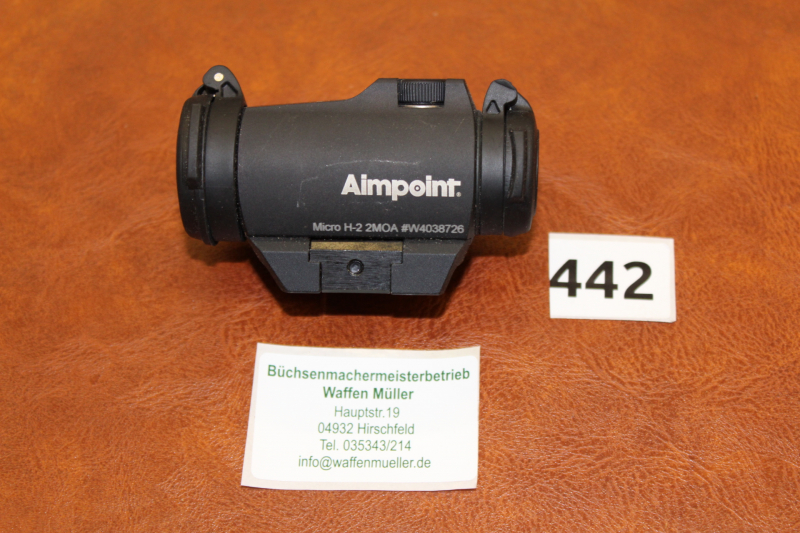 Aimpoint
Micro H-2 2MOA #W4038726
442
Büchsenmachermeisterbetrieb
Waffen Müller
Hauptstr.19
04932 Hirschfeld
Tel. 035343/214
info@waffenmueller.de